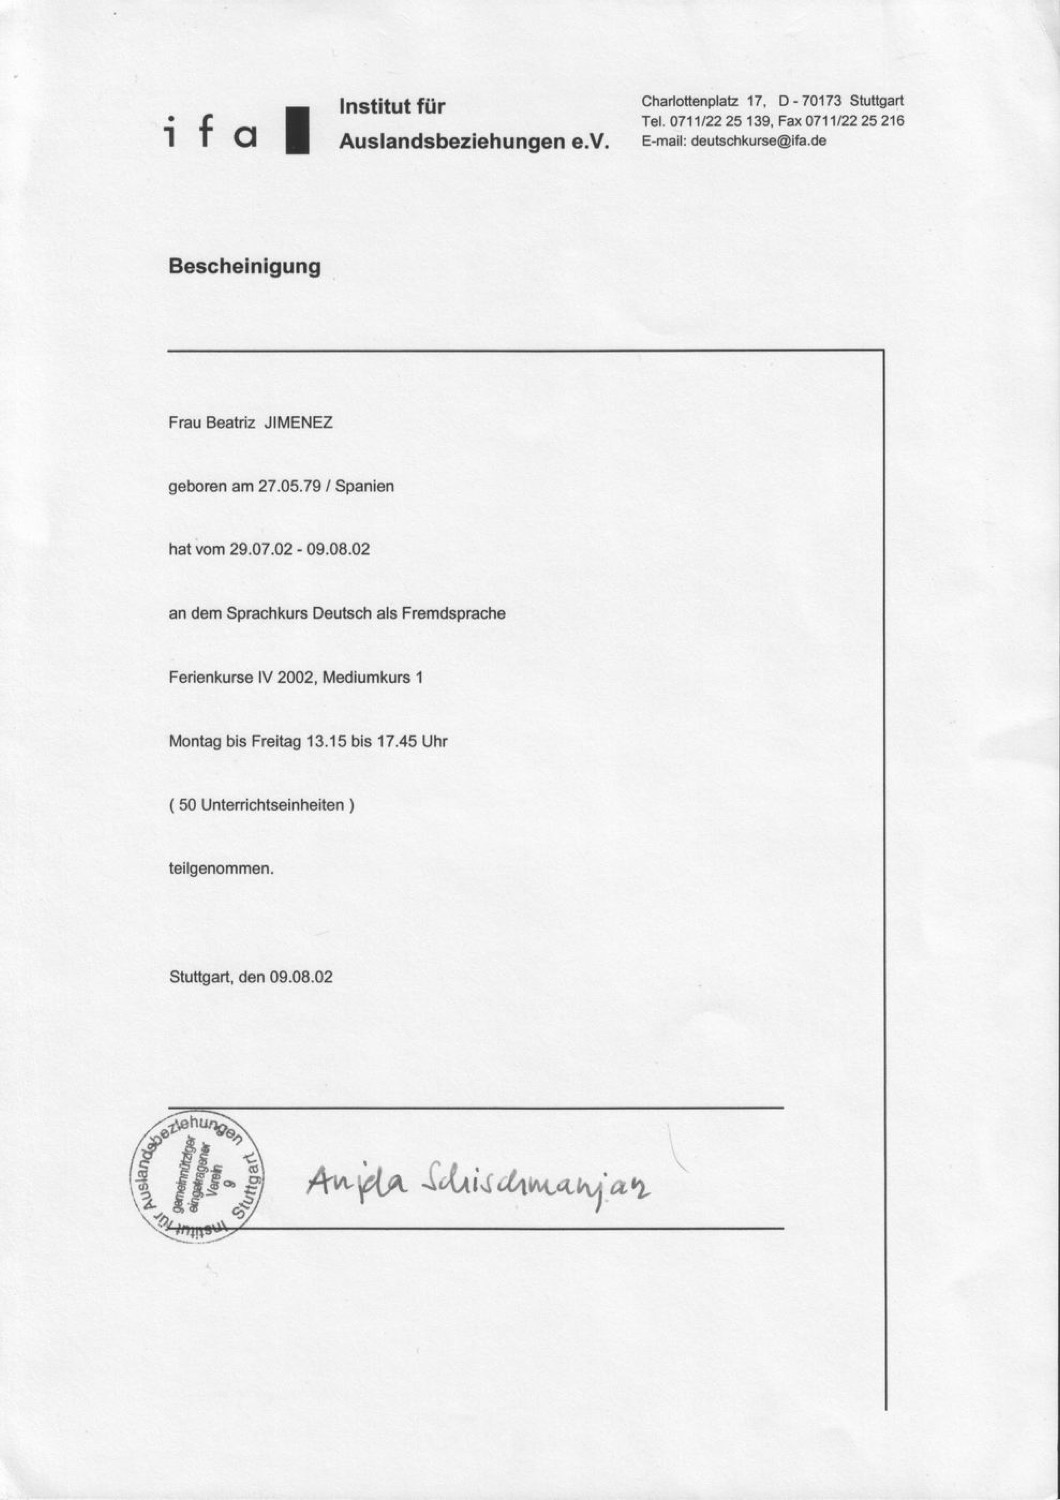 ifa
Institut für
Auslandsbeziehungen e.V.
Charlottenplatz 17, D - 70173 Stuttgart
Tel. 0711/22 25 139, Fax 0711/22 25 216
E-mail: deutschkurse@ifa.de
Bescheinigung
Frau Beatriz JIMENEZ
geboren am 27.05.79 / Spanien
hat vom 29.07.02 - 09.08.02
an dem Sprachkurs Deutsch als Fremdsprache
Ferienkurse IV 2002, Mediumkurs 1
Montag bis Freitag 13.15 bis 17.45 Uhr
( 50 Unterrichtseinheiten )
teilgenommen.
Stuttgart, den 09.08.02
Institut für Auslandsbeziehungen Stuttgart
gemeinnütziger
eingetragener
Verein
9
Schischmanjan